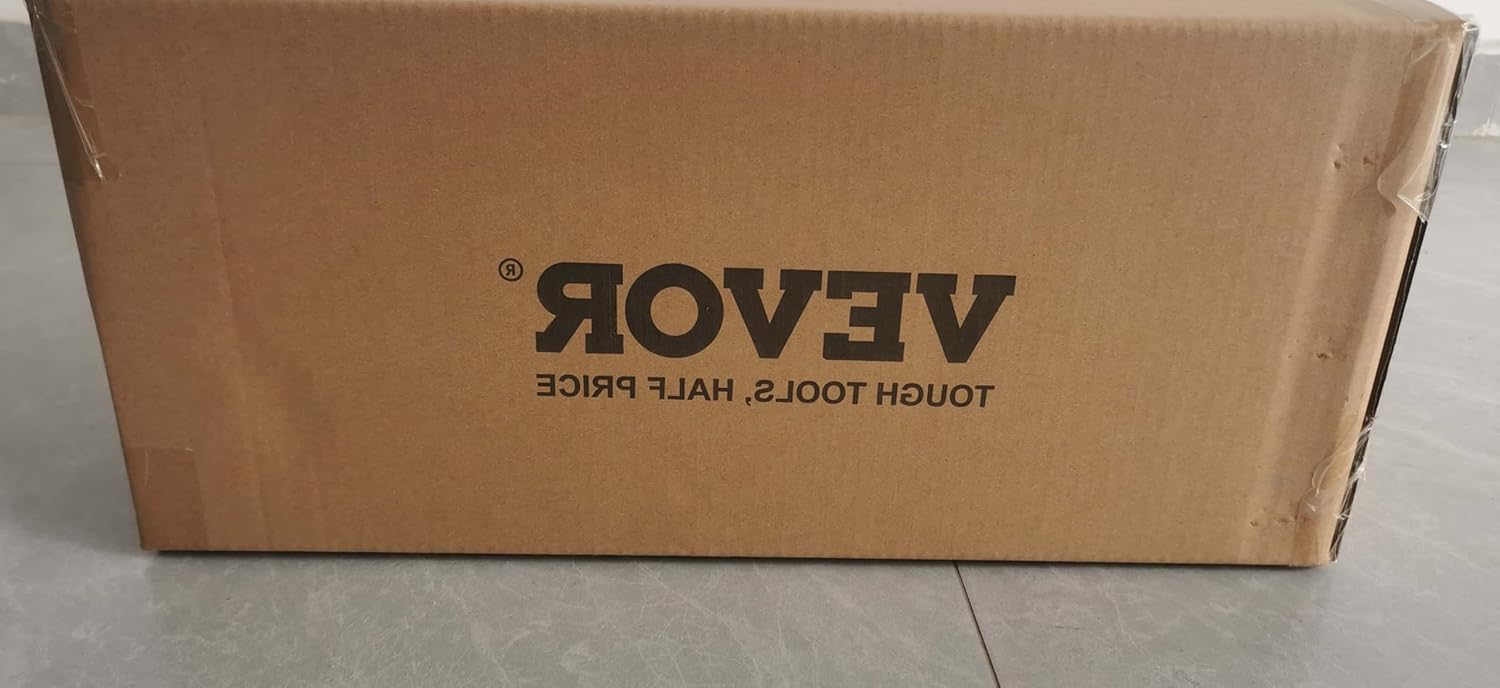 VEVOR®
TOUGH TOOLS, HALF PRICE